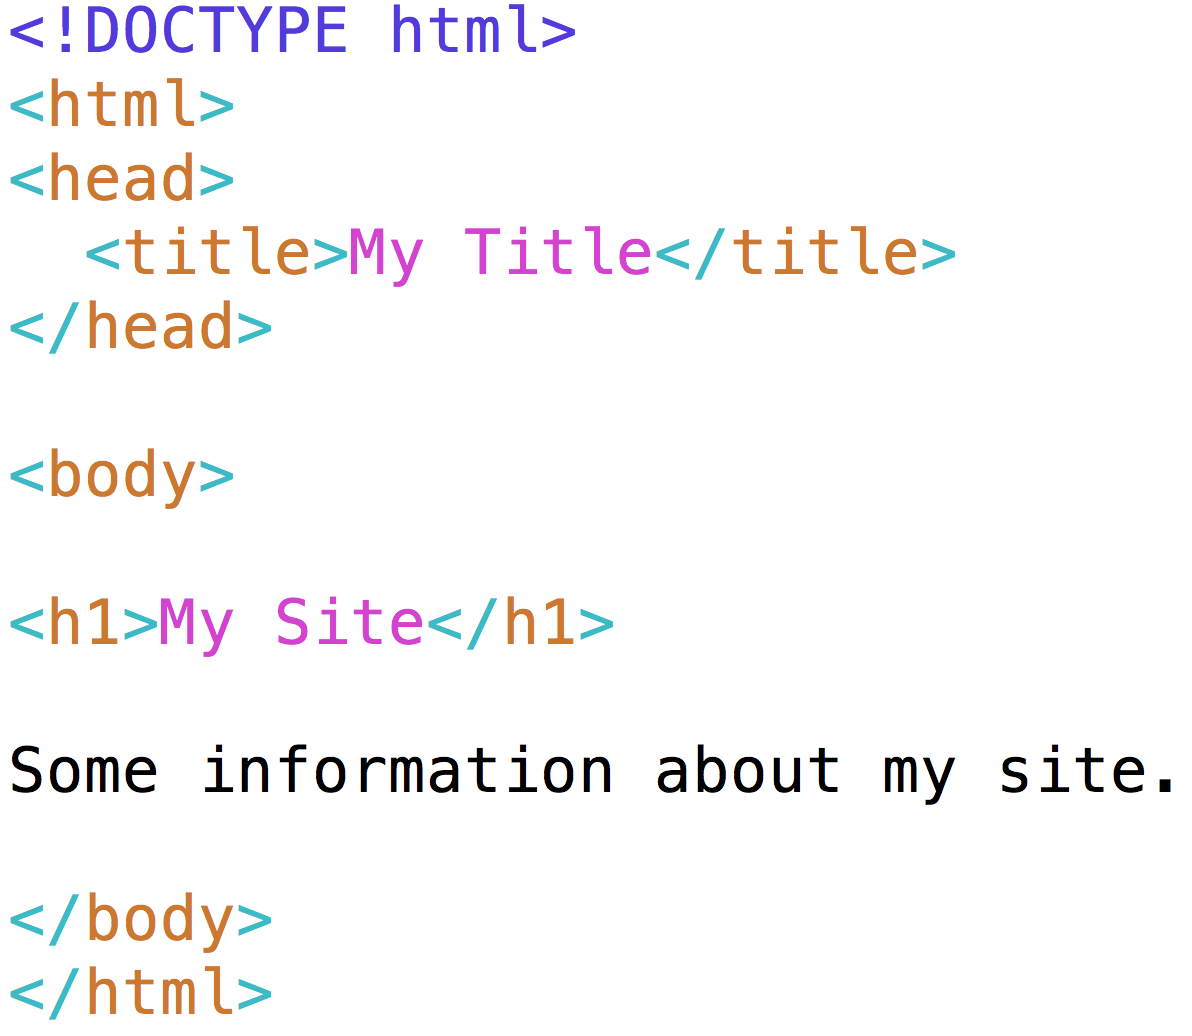 <!DOCTYPE html>
<html>
<head>
  <title>My Title</title>
</head>

<body>

<h1>My Site</h1>

Some information about my site.

</body>
</html>